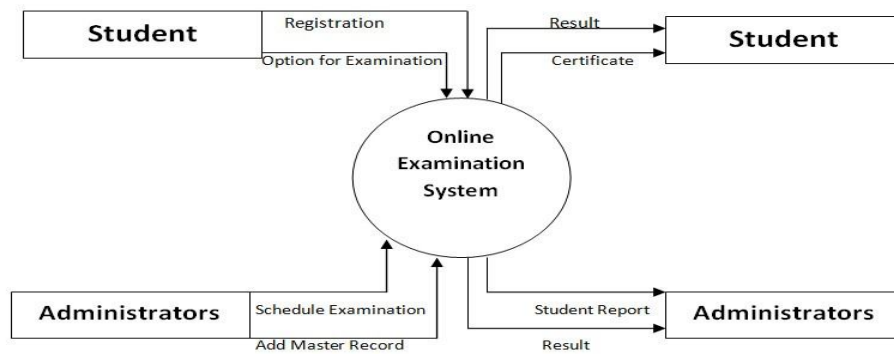 Student
Registration
Option for Examination
Result
Certificate
Student
Online
Examination
System
Administrators
Schedule Examination
Add Master Record
Student Report
Result
Administrators